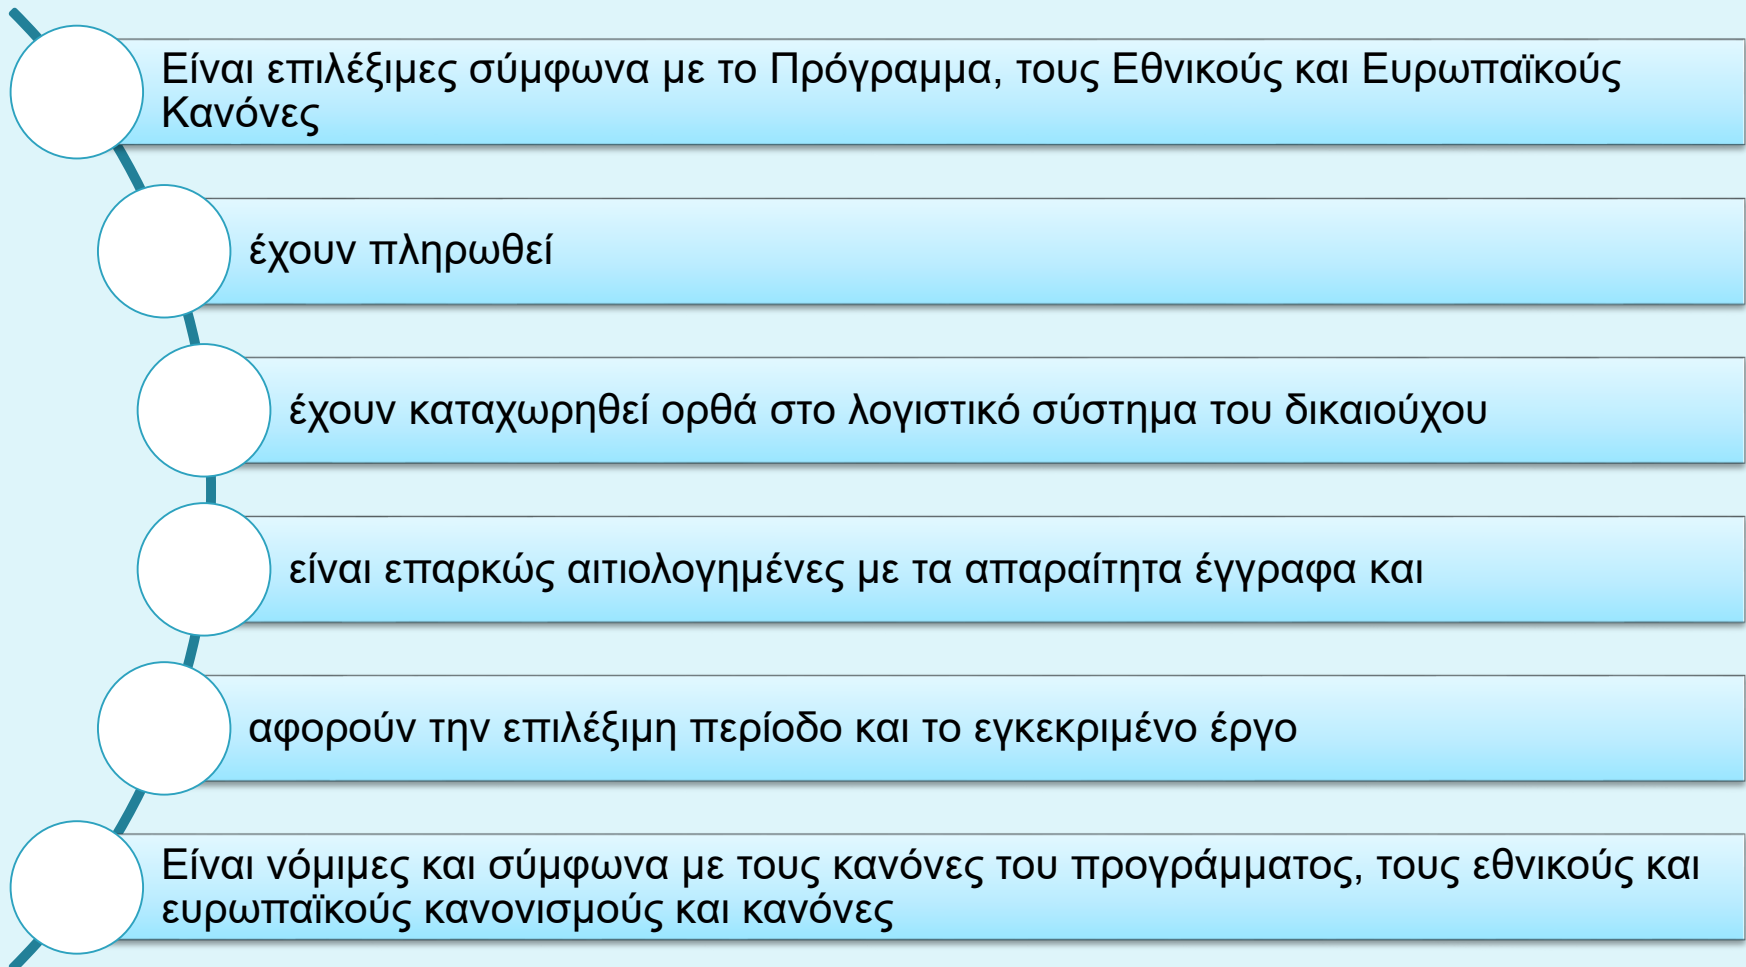 Είναι επιλέξιμες σύμφωνα με το Πρόγραμμα, τους Εθνικούς και Ευρωπαϊκούς
Κανόνες
έχουν πληρωθεί
έχουν καταχωρηθεί ορθά στο λογιστικό σύστημα του δικαιούχου
είναι επαρκώς αιτιολογημένες με τα απαραίτητα έγγραφα και
αφορούν την επιλέξιμη περίοδο και το εγκεκριμένο έργο
Είναι νόμιμες και σύμφωνα με τους κανόνες του προγράμματος, τους εθνικούς και
ευρωπαϊκούς κανονισμούς και κανόνες